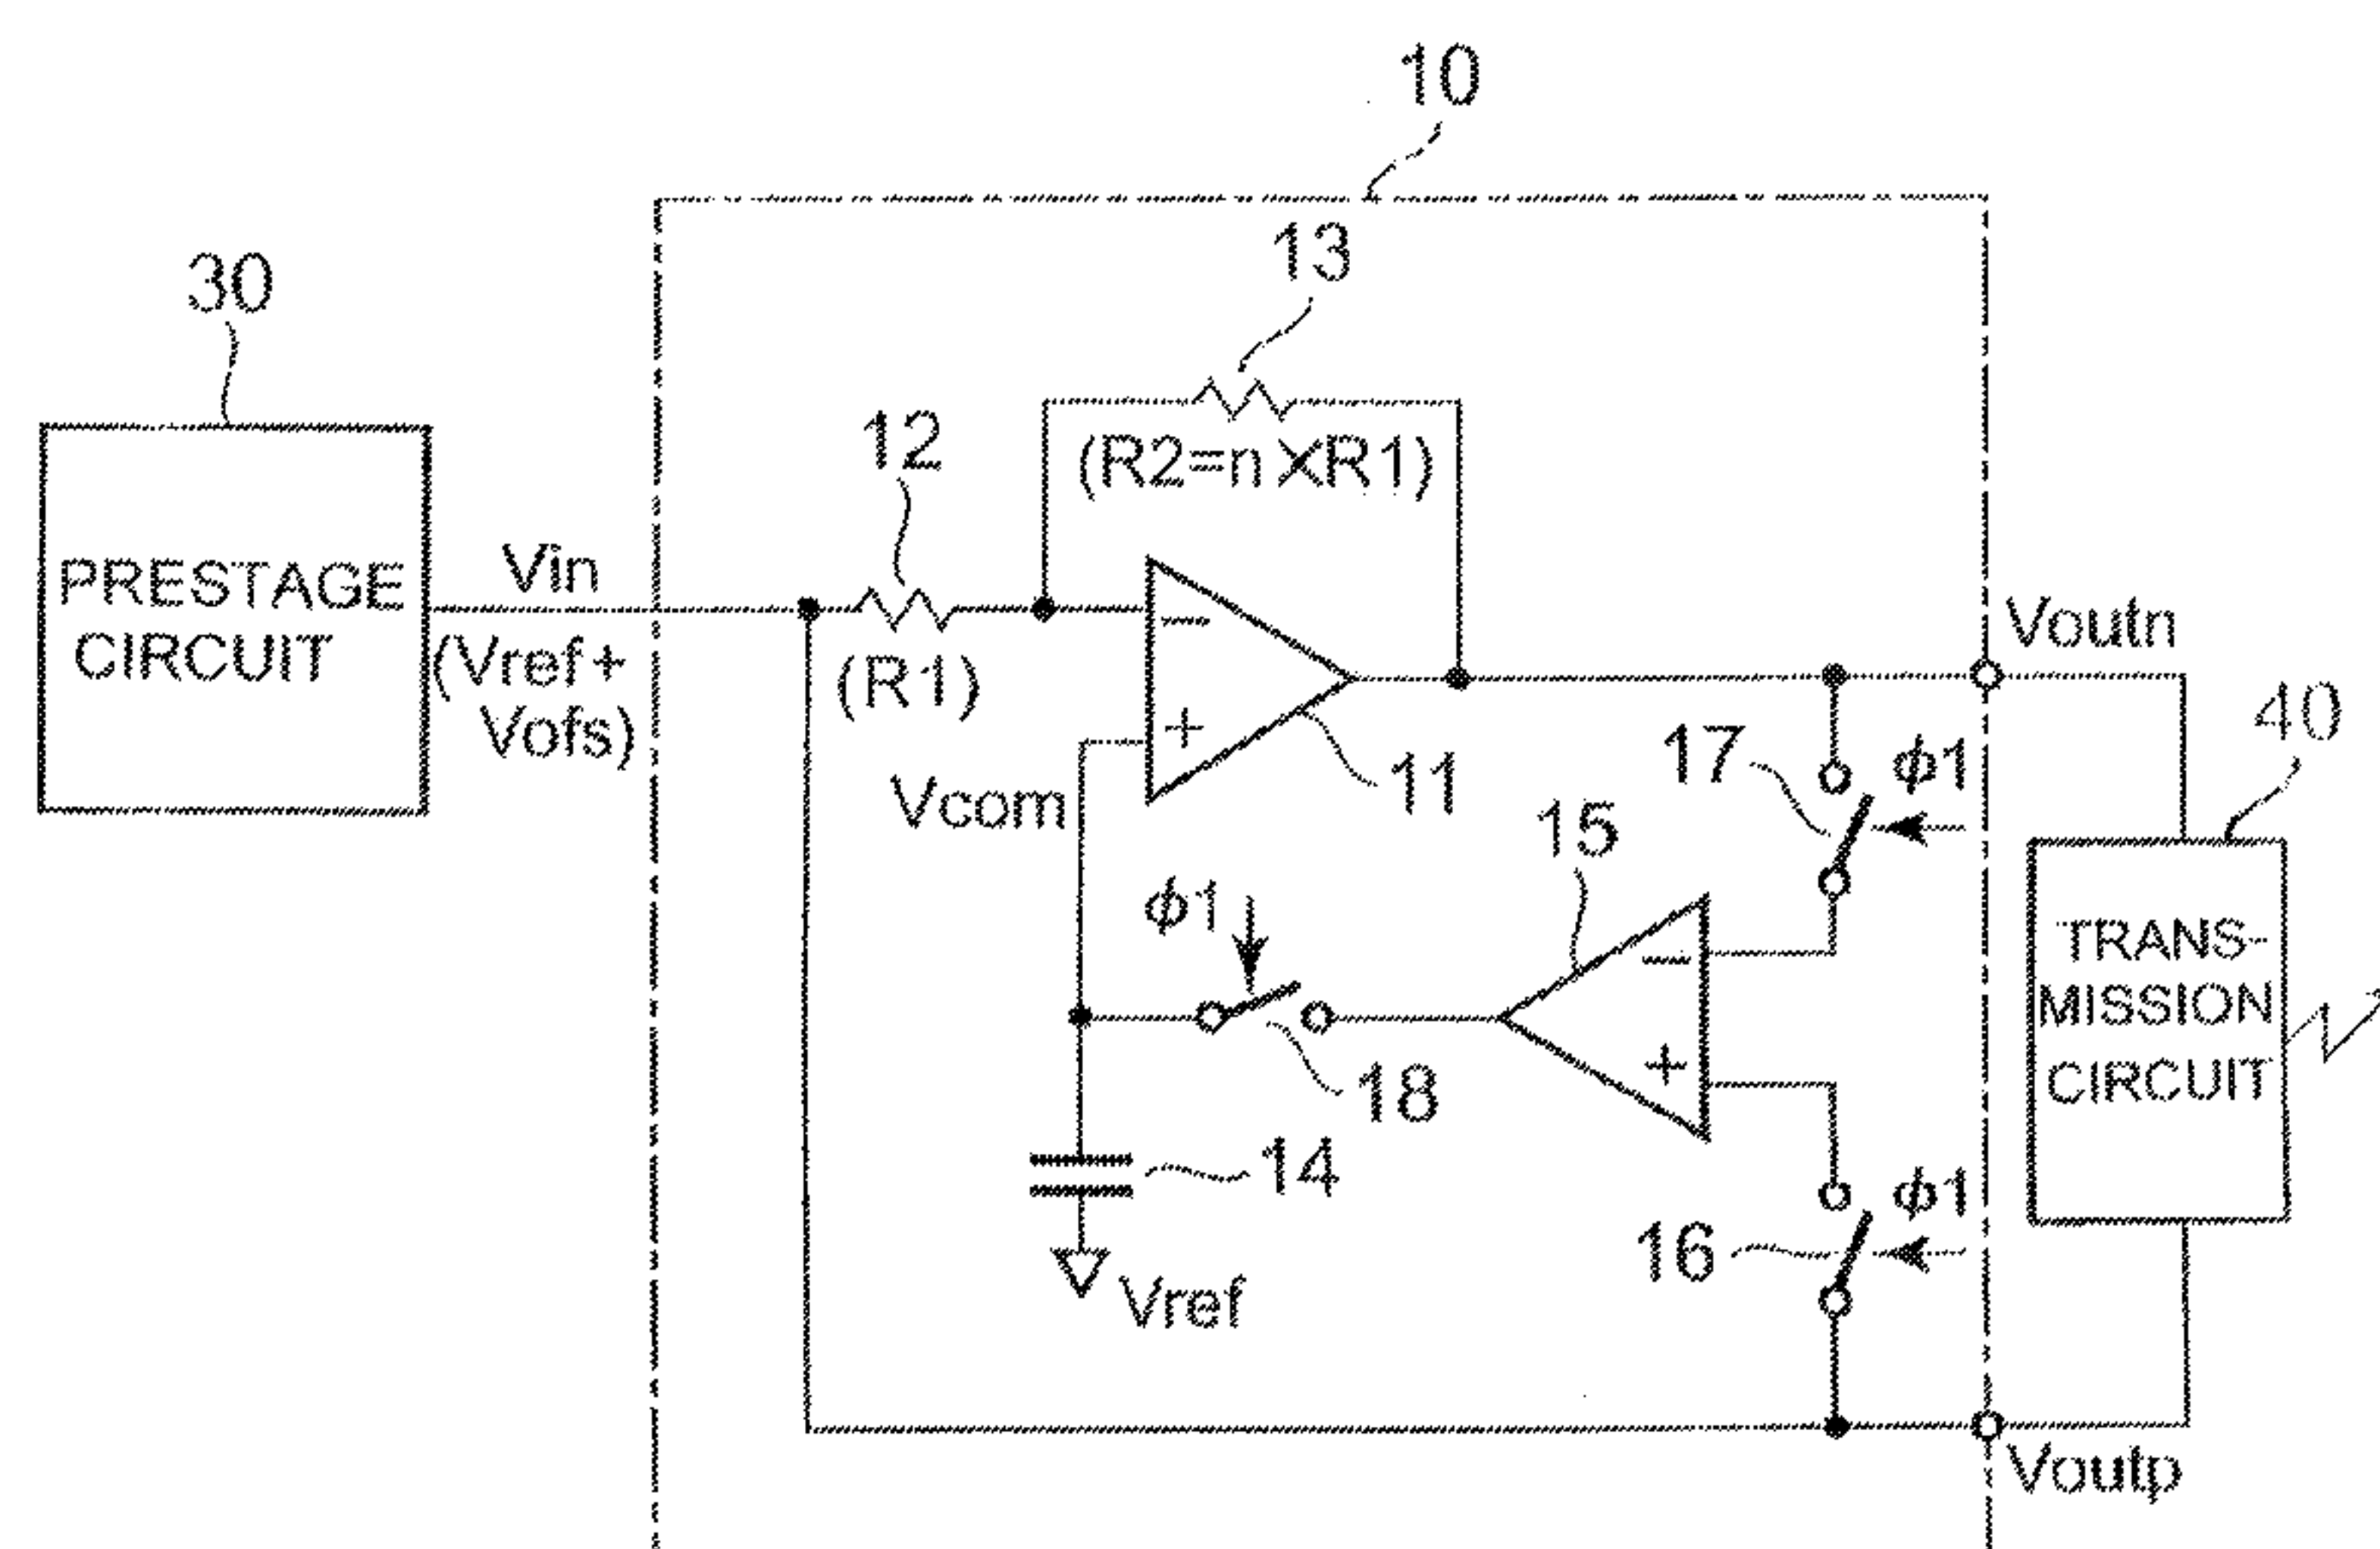 10
13
30
12
(R2=n×R1)
PRESTAGE
CIRCUIT
Vin
(Vref+
Vofs)
(R1)
−
+
Vcom
11
Voutn
40
17
ϕ1
15
ϕ1
18
−
+
TRANS-
MISSION
CIRCUIT
14
Vref
16
ϕ1
Voutp